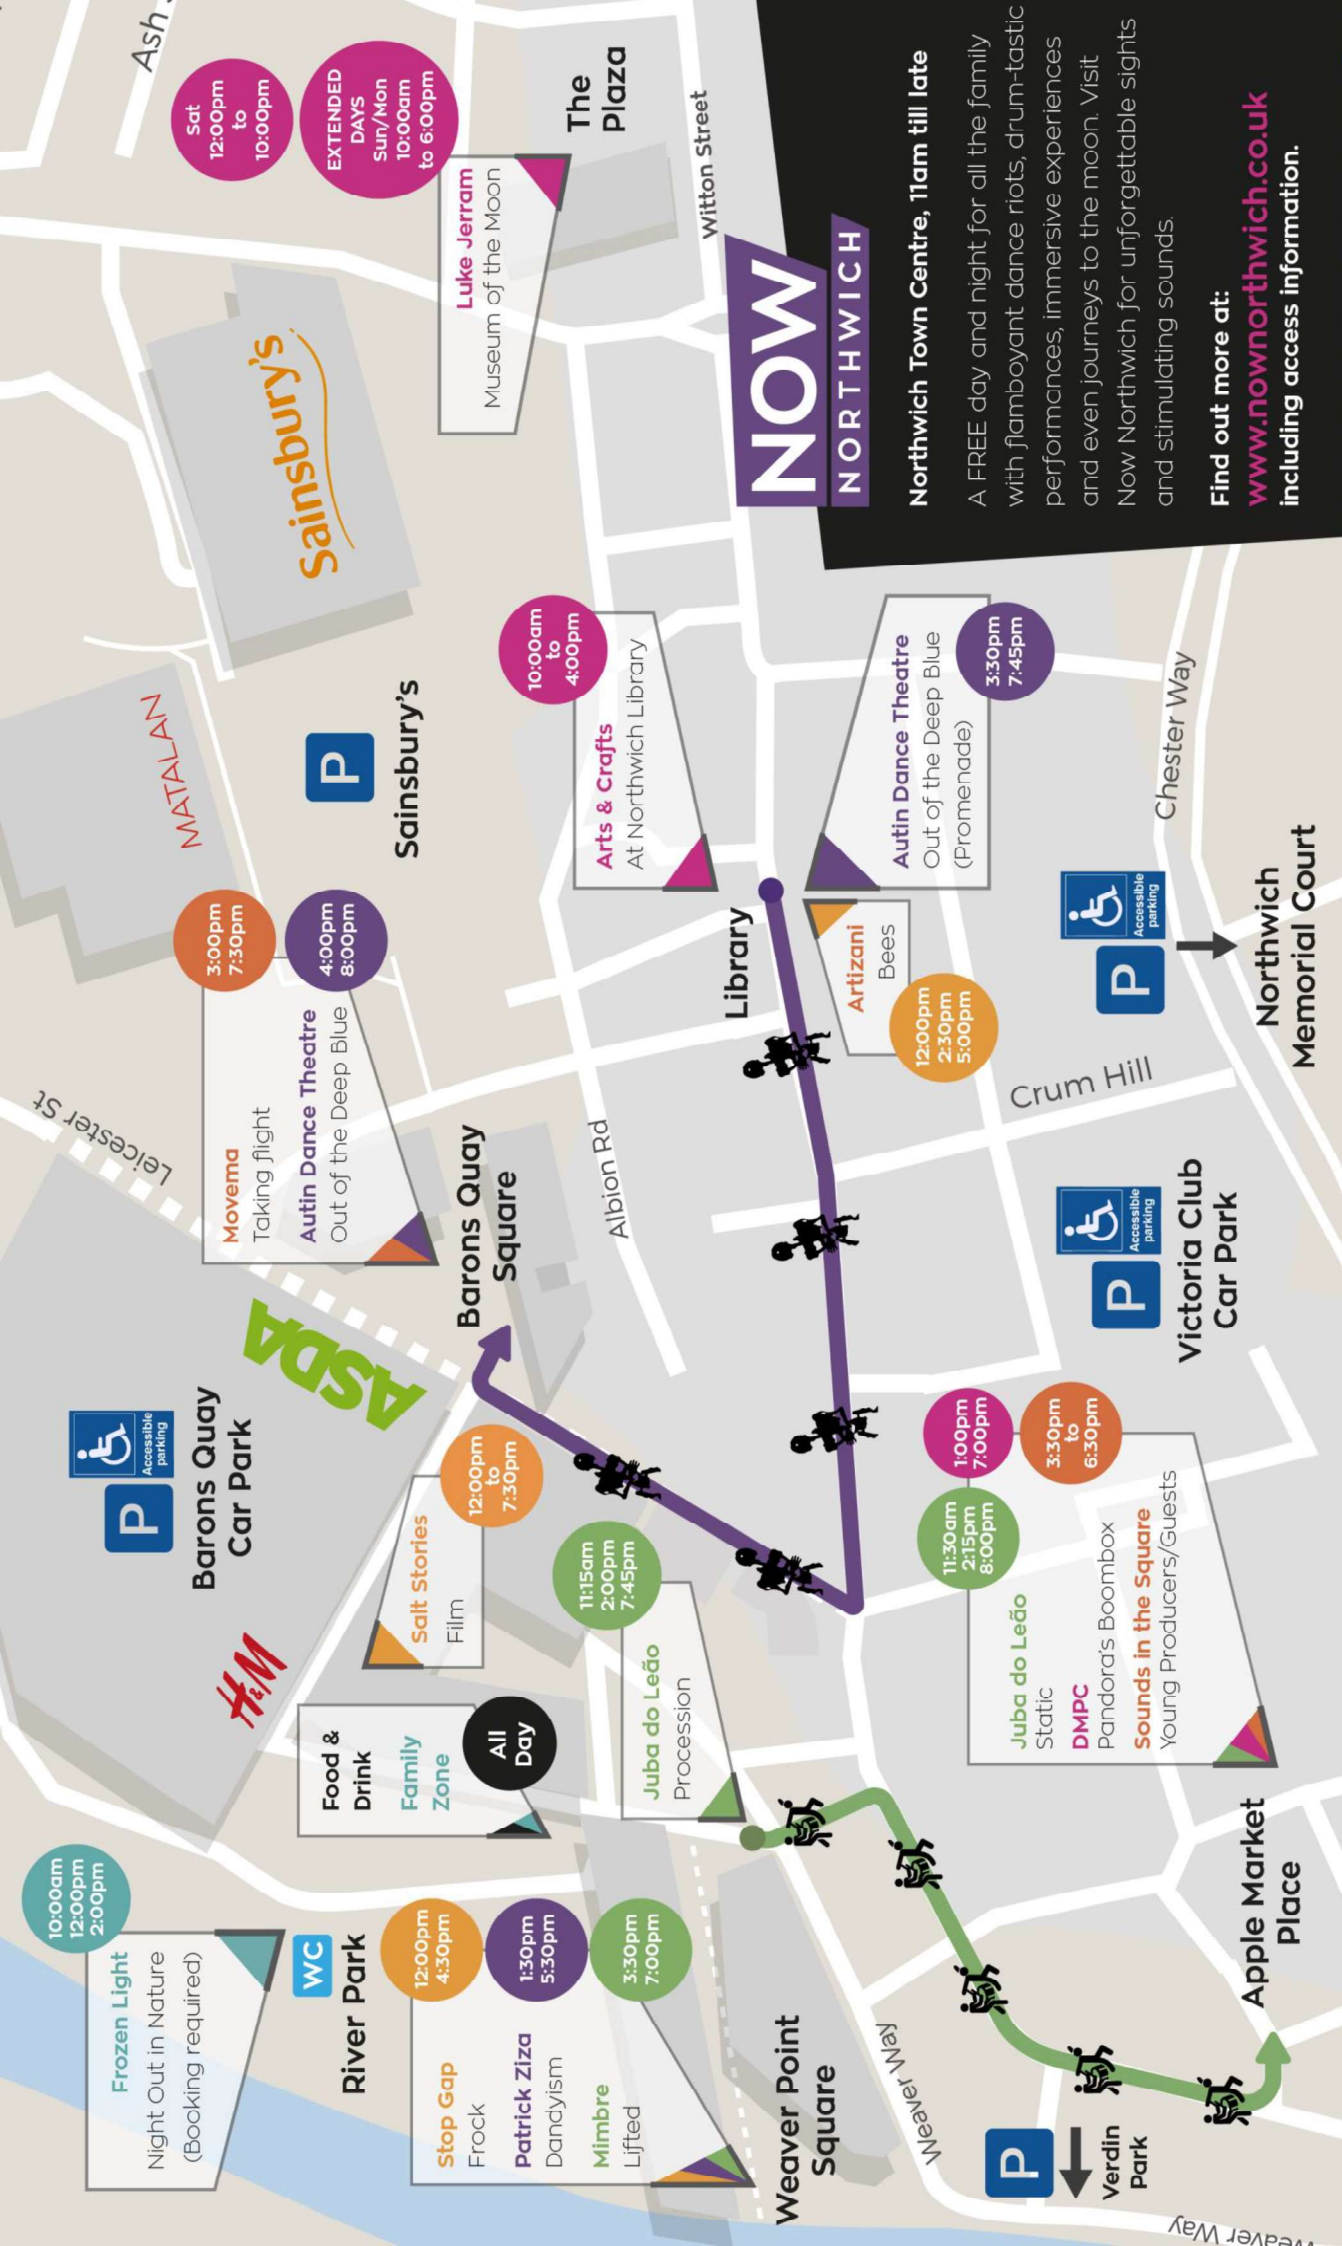 Frozen Light
Night Out in Nature
(Booking required)
10:00am
12:00pm
2:00pm
WC
River Park
Stop Gap
Frock
Patrick Ziza
Dandyism
Mimbre
Lifted
12:00pm
4:30pm
1:30pm
5:30pm
3:30pm
7:00pm
Weaver Point
Square
Weaver Way
P
Verdin
Park
Weaver Way
P
Accessible
parking
Barons Quay
Car Park
H&M
ASDA
Food &
Drink
Family
Zone
All
Day
Salt Stories
Film
12:00pm
to
7:30pm
Juba do Leão
Procession
11:15am
2:00pm
7:45pm
Apple Market
Place
Juba do Leão
Static
DMPC
Pandora's Boombox
Sounds in the Square
Young Producers/Guests
11:30am
2:15pm
8:00pm
1:00pm
7:00pm
3:30pm
to
6:30pm
Leicester St
Movema
Taking flight
Autin Dance Theatre
Out of the Deep Blue
3:00pm
7:30pm
4:00pm
8:00pm
Barons Quay
Square
Albion Rd
P
Accessible
parking
Victoria Club
Car Park
Crum Hill
Library
Artizani
Bees
12:00pm
2:30pm
5:00pm
P
Accessible
parking
Northwich
Memorial Court
MATALAN
P
Sainsbury's
Arts & Crafts
At Northwich Library
10:00am
to
4:00pm
Autin Dance Theatre
Out of the Deep Blue
(Promenade)
3:30pm
7:45pm
Chester Way
Sainsbury's
Ash
Sat
12:00pm
to
10:00pm
EXTENDED
DAYS
Sun/Mon
10:00am
to 6:00pm
Luke Jerram
Museum of the Moon
The
Plaza
Witton Street
NOW
NORTHWICH
Northwich Town Centre, 11am till late
A FREE day and night for all the family
with flamboyant dance riots, drum-tastic
performances, immersive experiences
and even journeys to the moon. Visit
Now Northwich for unforgettable sights
and stimulating sounds.
Find out more at:
www.nownorthwich.co.uk
including access information.